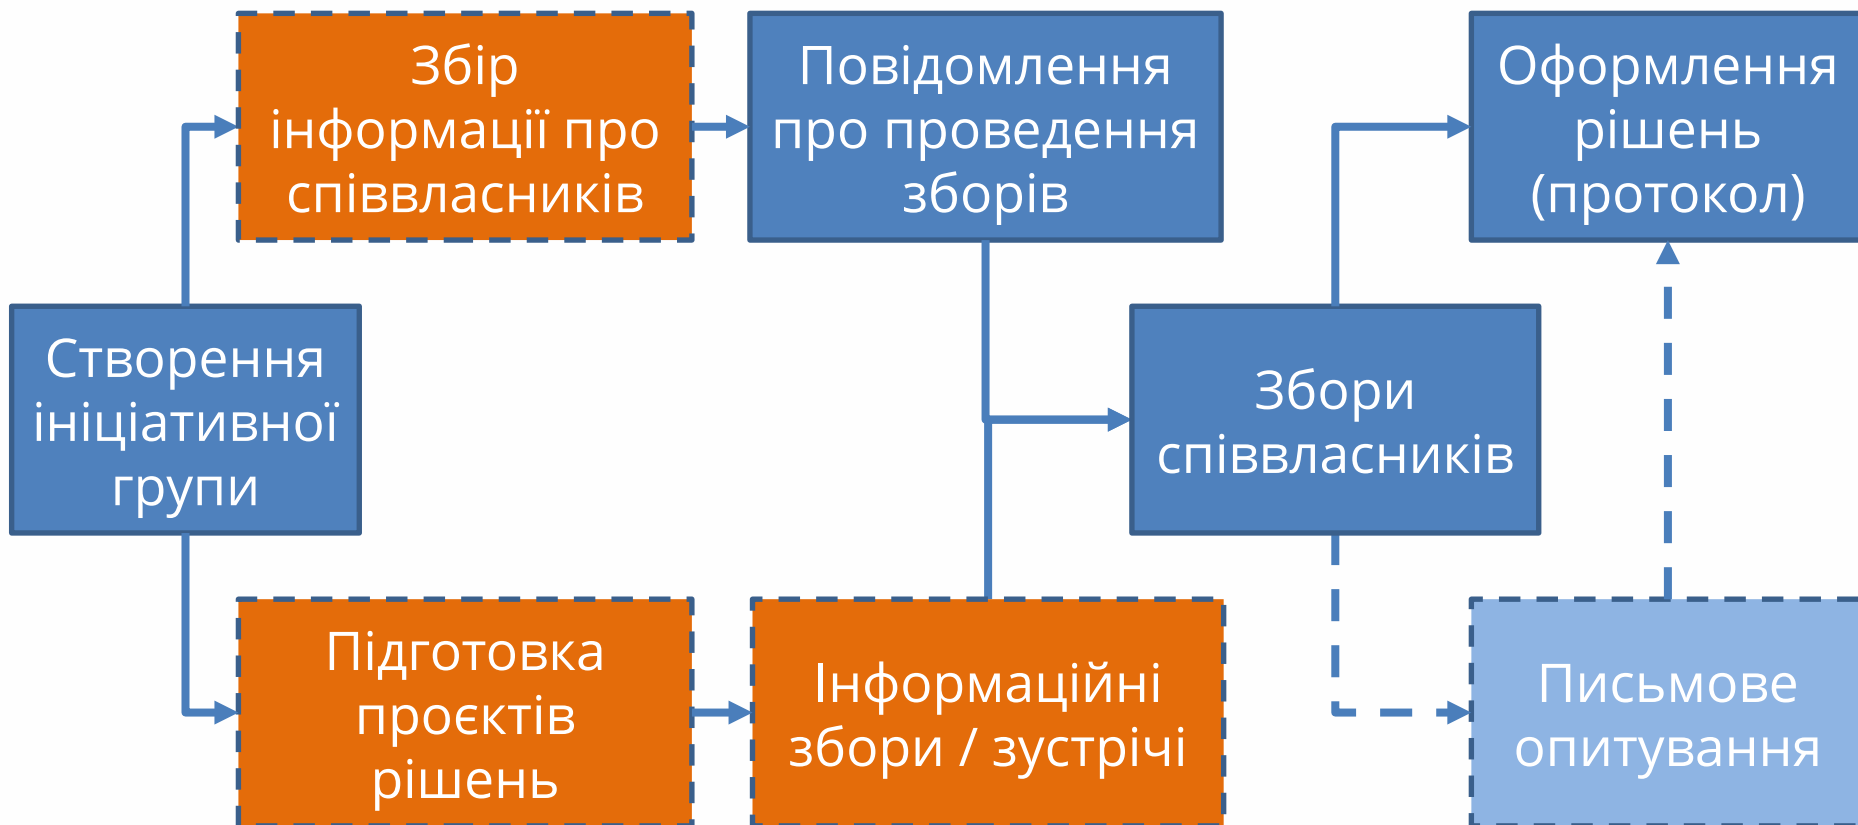 Збір
інформації про
співвласників
Повідомлення
про проведення
зборів
Оформлення
рішень
(протокол)
Створення
ініціативної
групи
Збори
співвласників
Підготовка
проєктів
рішень
Інформаційні
збори / зустрічі
Письмове
опитування